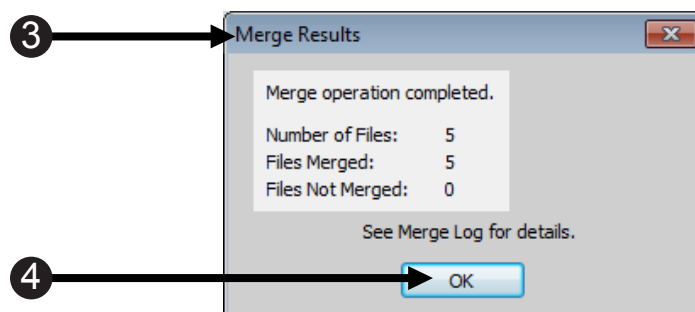 3
Merge Results
Merge operation completed.
Number of Files: 5
Files Merged: 5
Files Not Merged: 0
See Merge Log for details.
4
OK